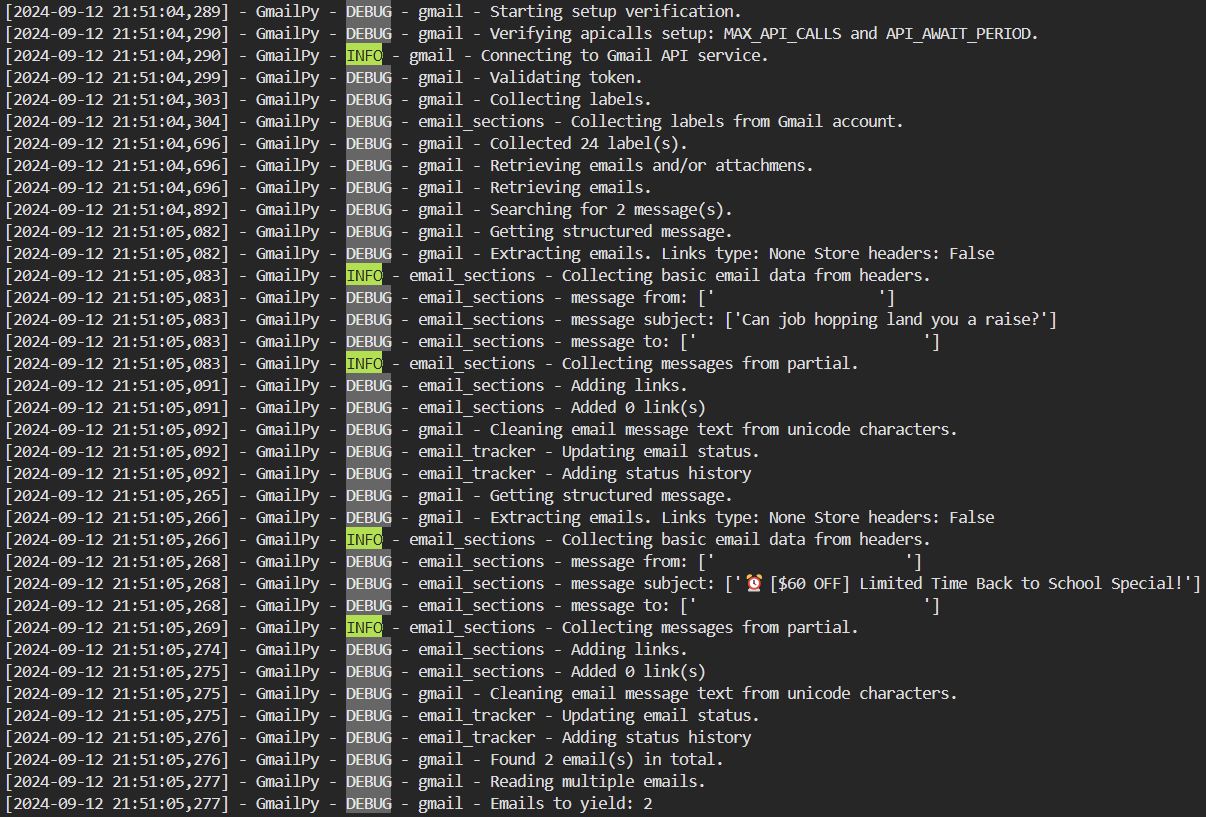 [2024-09-12 21:51:04,289] - GmailPy - DEBUG - gmail - Starting setup verification.
[2024-09-12 21:51:04,290] - GmailPy - DEBUG - gmail - Verifying apicalls setup: MAX_API_CALLS and API_AWAIT_PERIOD.
[2024-09-12 21:51:04,290] - GmailPy - INFO - gmail - Connecting to Gmail API service.
[2024-09-12 21:51:04,299] - GmailPy - DEBUG - gmail - Validating token.
[2024-09-12 21:51:04,303] - GmailPy - DEBUG - gmail - Collecting labels.
[2024-09-12 21:51:04,304] - GmailPy - DEBUG - email_sections - Collecting labels from Gmail account.
[2024-09-12 21:51:04,696] - GmailPy - DEBUG - gmail - Collected 24 label(s).
[2024-09-12 21:51:04,696] - GmailPy - DEBUG - gmail - Retrieving emails and/or attachmens.
[2024-09-12 21:51:04,696] - GmailPy - DEBUG - gmail - Retrieving emails.
[2024-09-12 21:51:04,892] - GmailPy - DEBUG - gmail - Searching for 2 message(s).
[2024-09-12 21:51:05,082] - GmailPy - DEBUG - gmail - Getting structured message.
[2024-09-12 21:51:05,082] - GmailPy - DEBUG - gmail - Extracting emails. Links type: None Store headers: False
[2024-09-12 21:51:05,083] - GmailPy - INFO - email_sections - Collecting basic email data from headers.
[2024-09-12 21:51:05,083] - GmailPy - DEBUG - email_sections - message from: [' ']
[2024-09-12 21:51:05,083] - GmailPy - DEBUG - email_sections - message subject: ['Can job hopping land you a raise?']
[2024-09-12 21:51:05,083] - GmailPy - DEBUG - email_sections - message to: [' ']
[2024-09-12 21:51:05,083] - GmailPy - INFO - email_sections - Collecting messages from partial.
[2024-09-12 21:51:05,091] - GmailPy - DEBUG - email_sections - Adding links.
[2024-09-12 21:51:05,091] - GmailPy - DEBUG - email_sections - Added 0 link(s)
[2024-09-12 21:51:05,092] - GmailPy - DEBUG - gmail - Cleaning email message text from unicode characters.
[2024-09-12 21:51:05,092] - GmailPy - DEBUG - email_tracker - Updating email status.
[2024-09-12 21:51:05,092] - GmailPy - DEBUG - email_tracker - Adding status history
[2024-09-12 21:51:05,265] - GmailPy - DEBUG - gmail - Getting structured message.
[2024-09-12 21:51:05,266] - GmailPy - DEBUG - gmail - Extracting emails. Links type: None Store headers: False
[2024-09-12 21:51:05,266] - GmailPy - INFO - email_sections - Collecting basic email data from headers.
[2024-09-12 21:51:05,268] - GmailPy - DEBUG - email_sections - message from: [' ']
[2024-09-12 21:51:05,268] - GmailPy - DEBUG - email_sections - message subject: ['⏰ [$60 OFF] Limited Time Back to School Special!']
[2024-09-12 21:51:05,268] - GmailPy - DEBUG - email_sections - message to: [' ']
[2024-09-12 21:51:05,269] - GmailPy - INFO - email_sections - Collecting messages from partial.
[2024-09-12 21:51:05,274] - GmailPy - DEBUG - email_sections - Adding links.
[2024-09-12 21:51:05,275] - GmailPy - DEBUG - email_sections - Added 0 link(s)
[2024-09-12 21:51:05,275] - GmailPy - DEBUG - gmail - Cleaning email message text from unicode characters.
[2024-09-12 21:51:05,275] - GmailPy - DEBUG - email_tracker - Updating email status.
[2024-09-12 21:51:05,276] - GmailPy - DEBUG - email_tracker - Adding status history
[2024-09-12 21:51:05,276] - GmailPy - DEBUG - gmail - Found 2 email(s) in total.
[2024-09-12 21:51:05,277] - GmailPy - DEBUG - gmail - Reading multiple emails.
[2024-09-12 21:51:05,277] - GmailPy - DEBUG - gmail - Emails to yield: 2